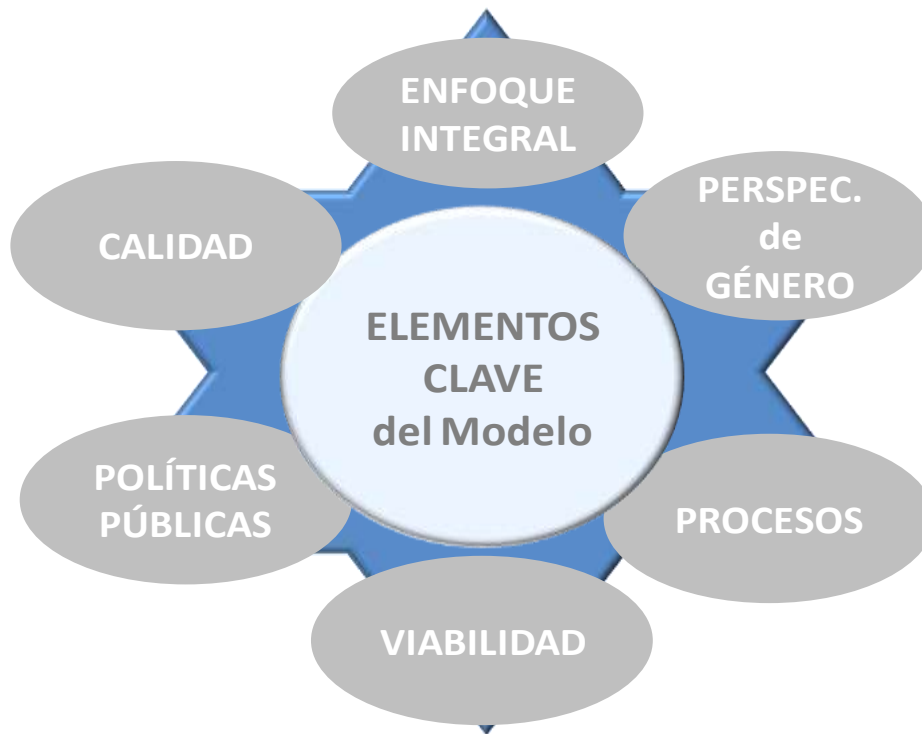 ENFOQUE
INTEGRAL
PERSPEC.
de
GÉNERO
CALIDAD
ELEMENTOS
CLAVE
del Modelo
POLÍTICAS
PÚBLICAS
PROCESOS
VIABILIDAD